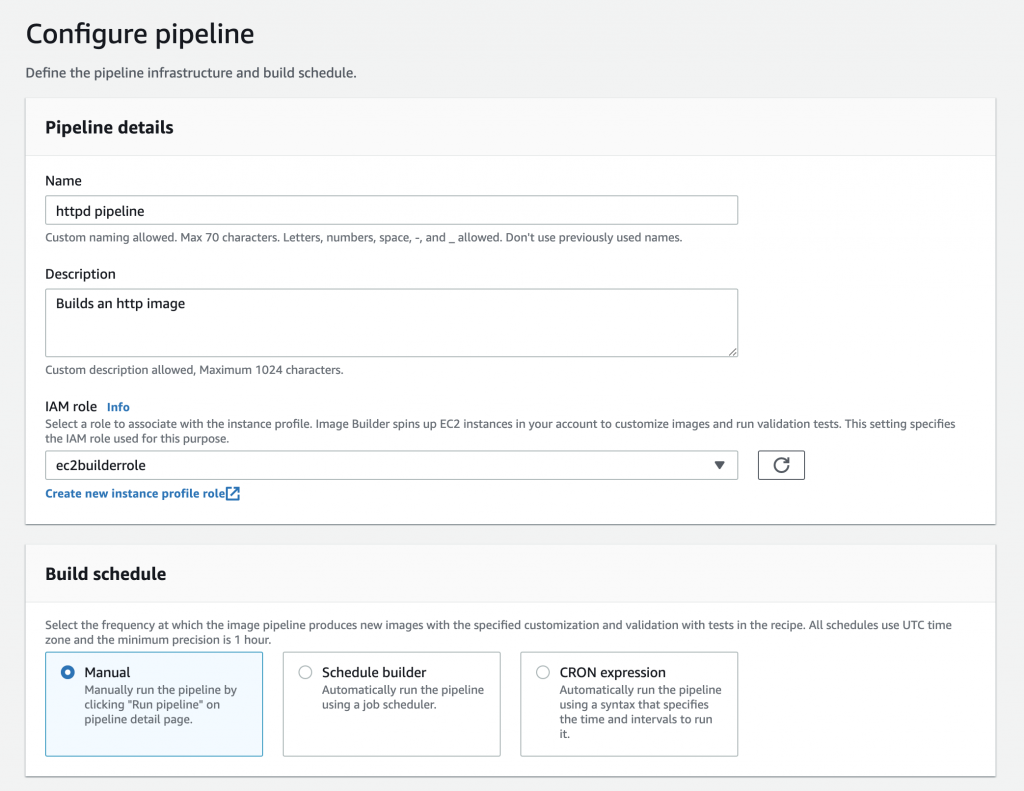 Configure pipeline
Define the pipeline infrastructure and build schedule.
Pipeline details
Name
httpd pipeline
Custom naming allowed. Max 70 characters. Letters, numbers, space, -, and _ allowed. Don't use previously used names.
Description
Builds an http image
Custom description allowed, Maximum 1024 characters.
IAM role Info
Select a role to associate with the instance profile. Image Builder spins up EC2 instances in your account to customize images and run validation tests. This setting specifies
the IAM role used for this purpose.
ec2builderrole
Create new instance profile role
Build schedule
Select the frequency at which the image pipeline produces new images with the specified customization and validation with tests in the recipe. All schedules use UTC time
zone and the minimum precision is 1 hour.
Manual
Manually run the pipeline by
clicking "Run pipeline" on
pipeline detail page.
Schedule builder
Automatically run the pipeline
using a job scheduler.
CRON expression
Automatically run the pipeline
using a syntax that specifies
the time and intervals to run
it.